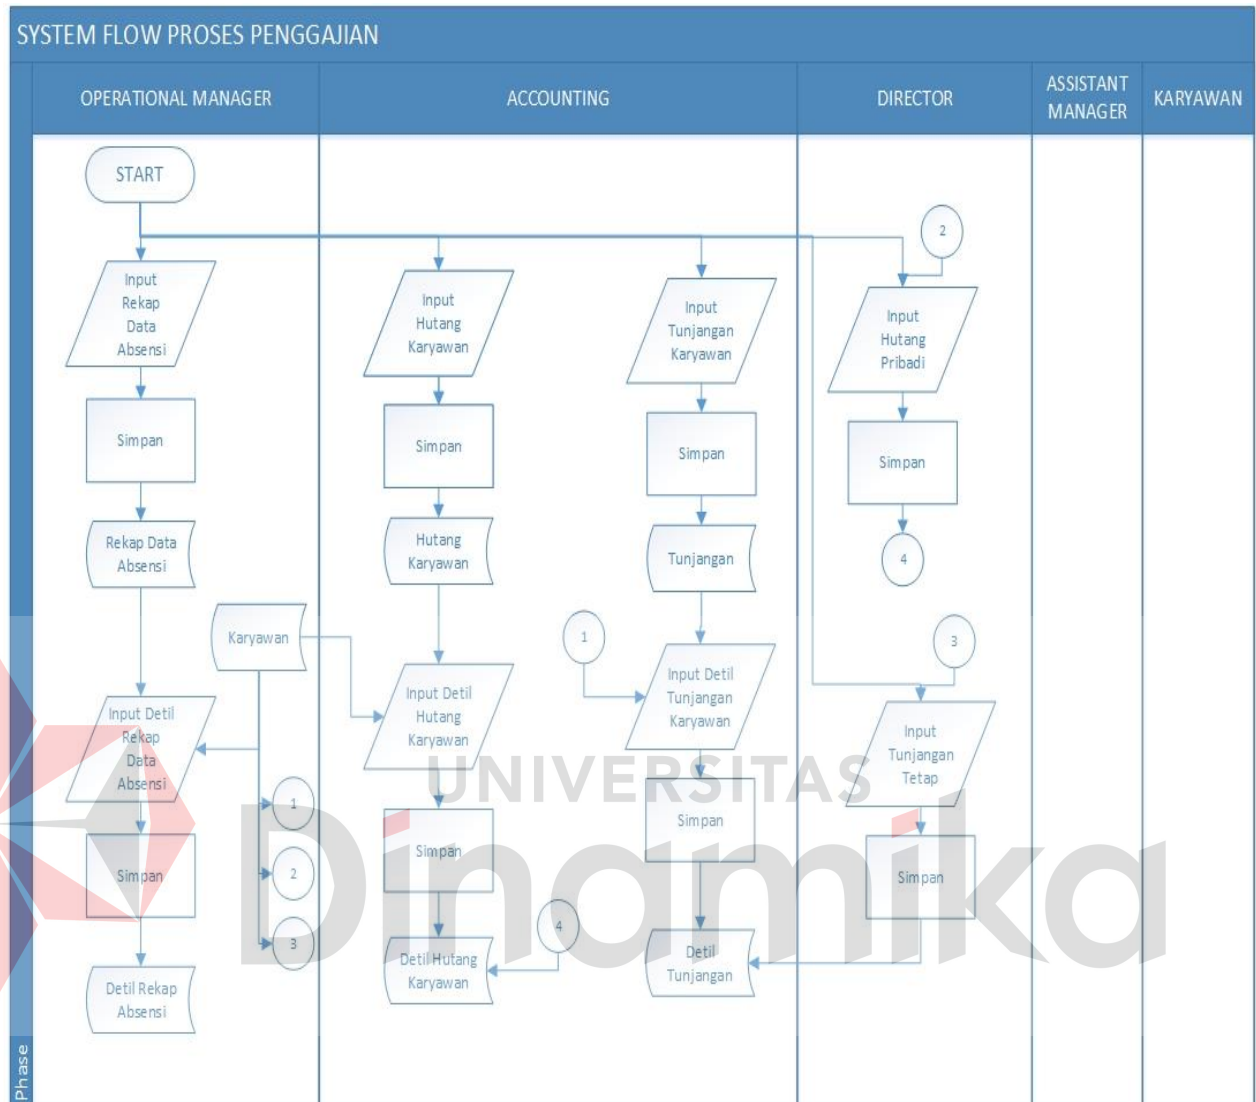 SYSTEM FLOW PROSES PENGGAJIAN
OPERATIONAL MANAGER
ACCOUNTING
DIRECTOR
ASSISTANT
MANAGER
KARYAWAN
START
2
Input
Rekap
Data
Absensi
Input
Hutang
Karyawan
Input
Tunjangan
Karyawan
Input
Hutang
Pribadi
Simpan
Simpan
Simpan
Simpan
Rekap Data
Absensi
Hutang
Karyawan
Tunjangan
4
Karyawan
1
3
Input Detil
Rekap
Data
Absensi
Input Detil
Hutang
Karyawan
Input Detil
Tunjangan
Karyawan
Input
Tunjangan
Tetap
1
2
3
Simpan
Simpan
Simpan
Simpan
4
Detil Rekap
Absensi
Detil Hutang
Karyawan
Detil
Tunjangan
UNIVERSITAS
Dinamika
Phase